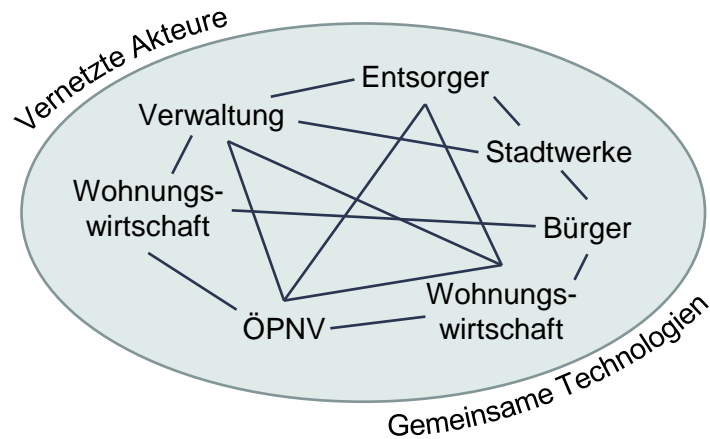 Vernetzte Akteure
Entsorger
Verwaltung
Stadtwerke
Wohnungs-
wirtschaft
Bürger
Wohnungs-
wirtschaft
ÖPNV
Gemeinsame Technologien